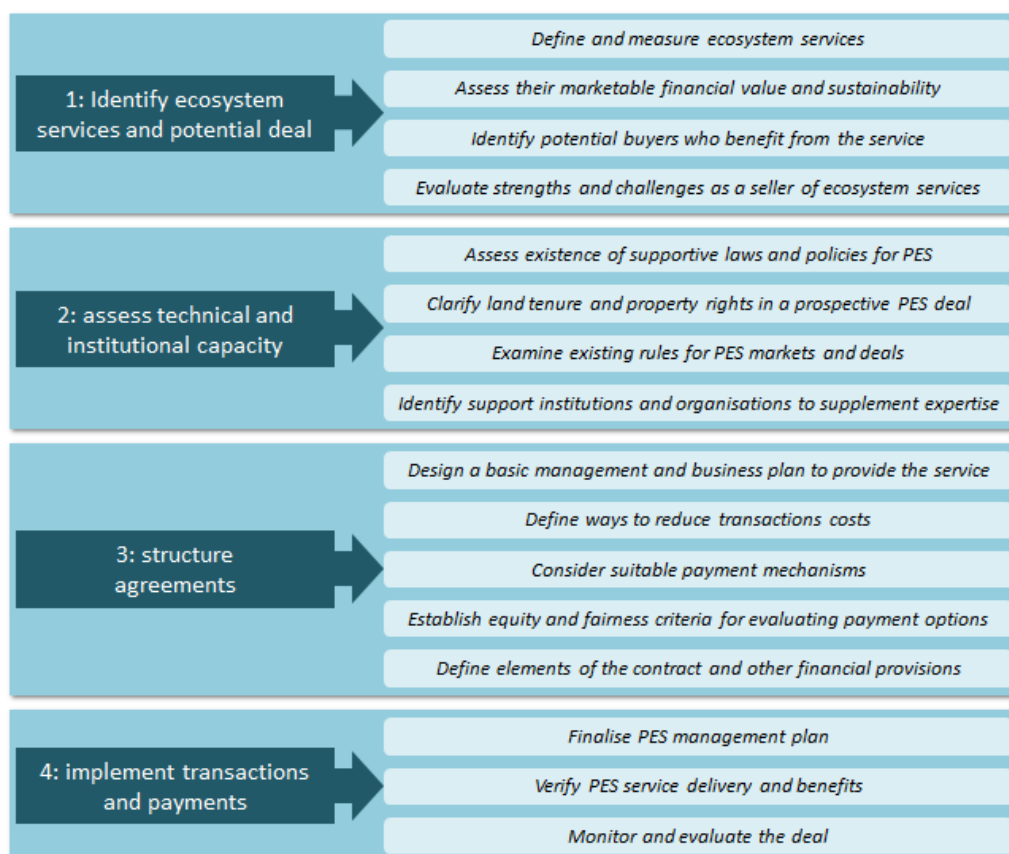 1: Identify ecosystem
services and potential deal
Define and measure ecosystem services
Assess their marketable financial value and sustainability
Identify potential buyers who benefit from the service
Evaluate strengths and challenges as a seller of ecosystem services
2: assess technical and
institutional capacity
Assess existence of supportive laws and policies for PES
Clarify land tenure and property rights in a prospective PES deal
Examine existing rules for PES markets and deals
Identify support institutions and organisations to supplement expertise
3: structure
agreements
Design a basic management and business plan to provide the service
Define ways to reduce transactions costs
Consider suitable payment mechanisms
Establish equity and fairness criteria for evaluating payment options
Define elements of the contract and other financial provisions
4: implement transactions
and payments
Finalise PES management plan
Verify PES service delivery and benefits
Monitor and evaluate the deal